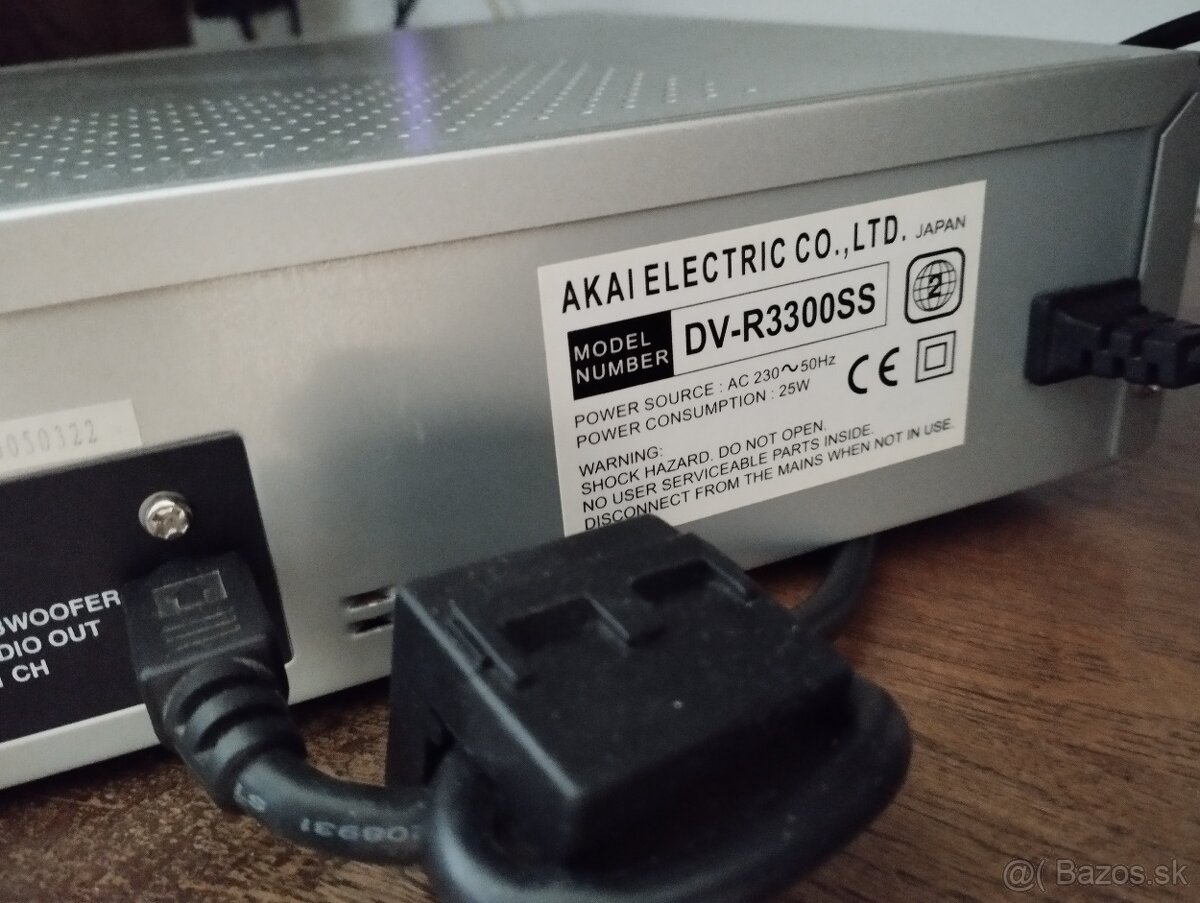 AKAI ELECTRIC CO.,LTD. JAPAN
MODEL NUMBER DV-R3300SS
2
POWER SOURCE : AC 230~50Hz
POWER CONSUMPTION : 25W
CE
WARNING:
SHOCK HAZARD. DO NOT OPEN.
NO USER SERVICEABLE PARTS INSIDE.
DISCONNECT FROM THE MAINS WHEN NOT IN USE.
050322
BWOOFER
DIO OUT
CH
@( Bazos.sk